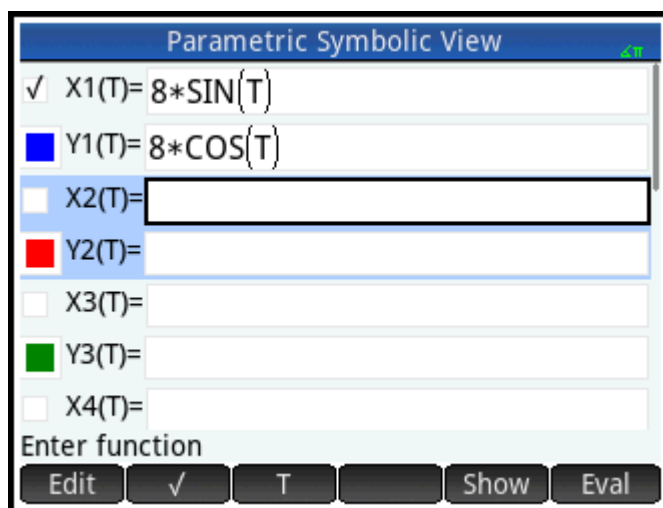 Parametric Symbolic View
∡π
√ X1(T)= 8*SIN(T)
Y1(T)= 8*COS(T)
X2(T)=
Y2(T)=
X3(T)=
Y3(T)=
X4(T)=
Enter function
Edit √ T Show Eval